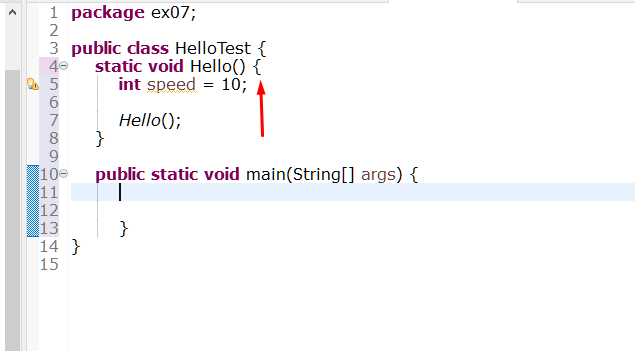 1 package ex07;
2
3 public class HelloTest {
4 static void Hello() {
5 int speed = 10;
6
7 Hello();
8 }
9
10 public static void main(String[] args) {
11
12
13 }
14 }
15